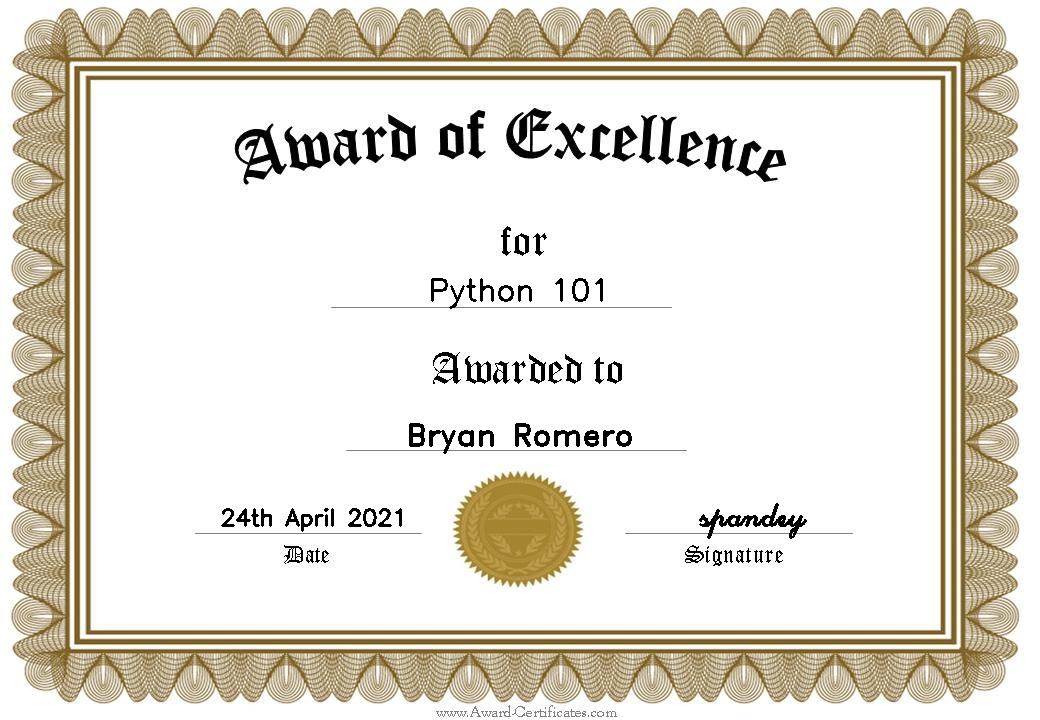 Award of Excellence
for
Python 101
Awarded to
Bryan Romero
24th April 2021
spandey
Date
Signature
www.Award-Certificates.com